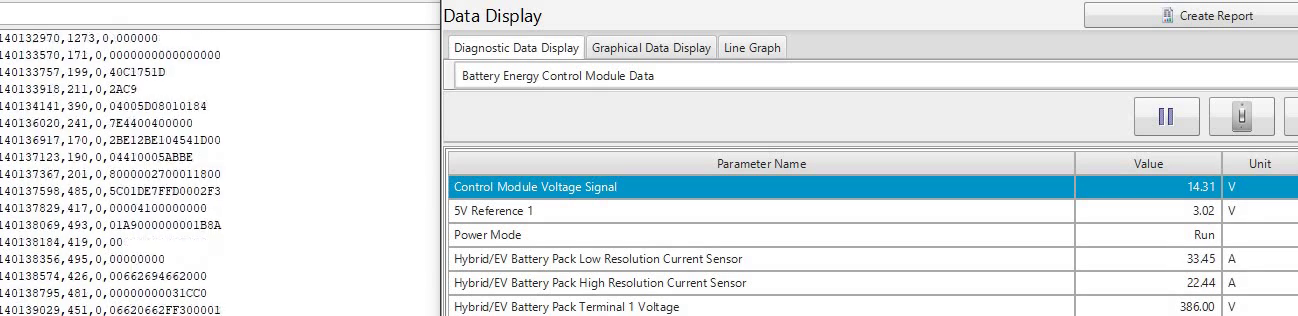 140132970,1273,0,000000
140133570,171,0,0000000000000000
140133757,199,0,40C1751D
140133918,211,0,2AC9
140134141,390,0,04005D08010184
140136020,241,0,7E4400400000
140136917,170,0,2BE12BE104541D00
140137123,190,0,04410005ABBE
140137367,201,0,8000002700011800
140137598,485,0,5C01DE7FFD0002F3
140137829,417,0,00004100000000
140138069,493,0,01A9000000001B8A
140138184,419,0,00
140138356,495,0,00000000
140138574,426,0,00662694662000
140138795,481,0,00000000031CC0
140139029,451,0,06620662FF300001
Data Display
Create Report
Diagnostic Data Display Graphical Data Display Line Graph
Battery Energy Control Module Data
Parameter Name Value Unit
Control Module Voltage Signal 14.31 V
5V Reference 1 3.02 V
Power Mode Run
Hybrid/EV Battery Pack Low Resolution Current Sensor 33.45 A
Hybrid/EV Battery Pack High Resolution Current Sensor 22.44 A
Hybrid/EV Battery Pack Terminal 1 Voltage 386.00 V